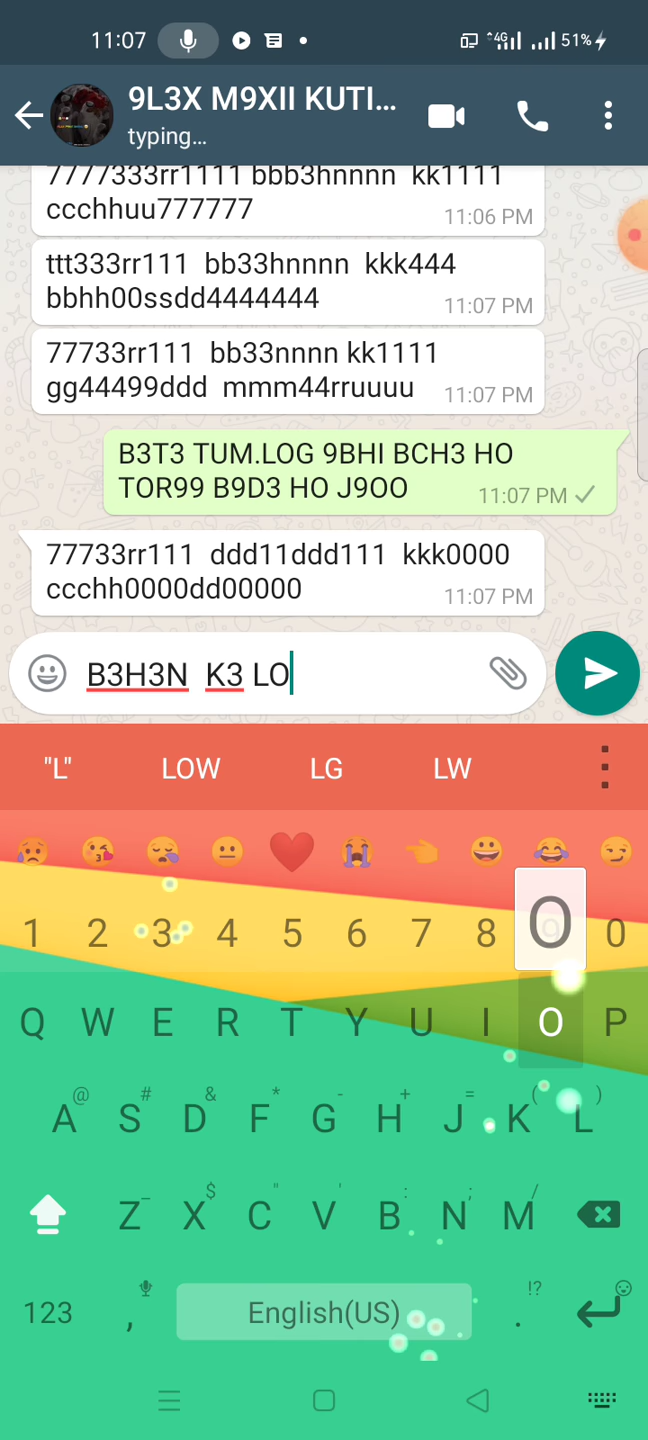 11:07
4G
51%
9L3X M9XII KUTI...
typing...
7777333rr1111 bbb3hnnnn kk1111
ccchhuu777777
11:06 PM
ttt333rr111 bb33hnnnn kkk444
bbhh00ssdd4444444
11:07 PM
77733rr111 bb33nnnn kk1111
gg44499ddd mmm44rruuuu
11:07 PM
B3T3 TUM.LOG 9BHI BCH3 HO
TOR99 B9D3 HO J9OO
11:07 PM
77733rr111 ddd11ddd111 kkk0000
ccchh0000dd00000
11:07 PM
B3H3N K3 LO
"L" LOW LG LW
O
1 2 3 4 5 6 7 8 9 0
Q W E R T Y U I O P
@ # & * - + = ( )
A S D F G H J K L
_ $ " ' : ; /
Z X C V B N M
!?
123 , English(US) .